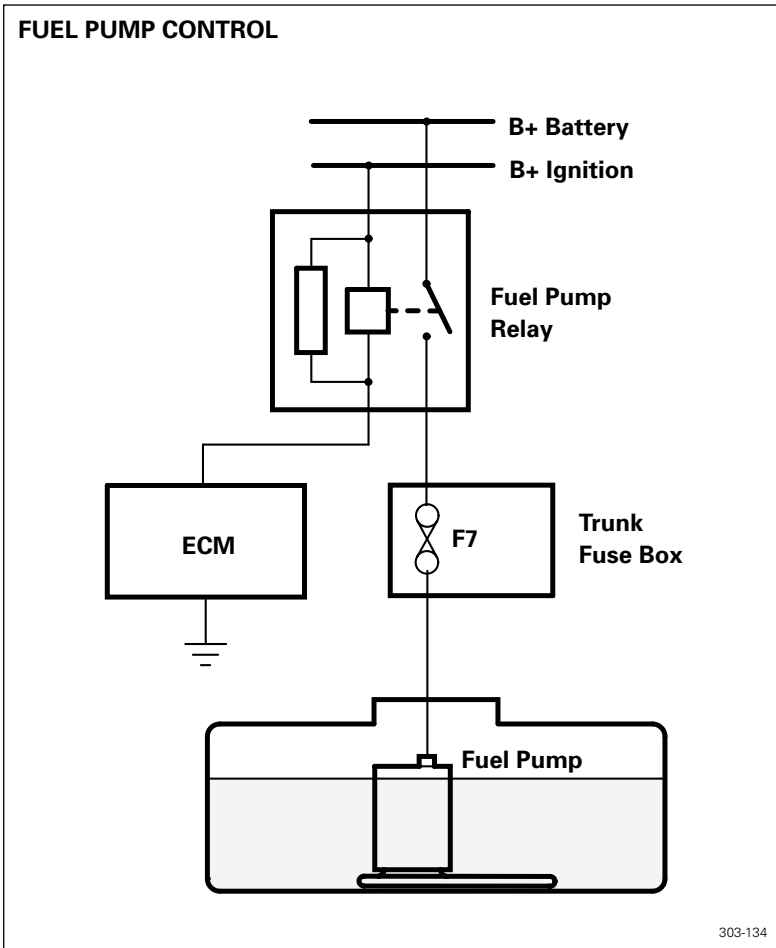 FUEL PUMP CONTROL
B+ Battery
B+ Ignition
Fuel Pump
Relay
ECM
F7
Trunk
Fuse Box
Fuel Pump
303-134